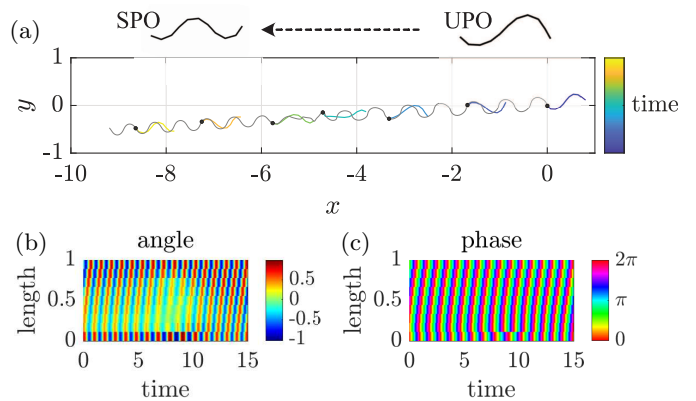 SPO UPO
(a)
1
y 0
-1
-10 -8 -6 -4 -2 0
x
time
(b) angle
length
1
0.5
0
0 5 10 15
time
0.5
0
-0.5
-1
(c) phase
length
1
0.5
0
0 5 10 15
time
2π
π
0